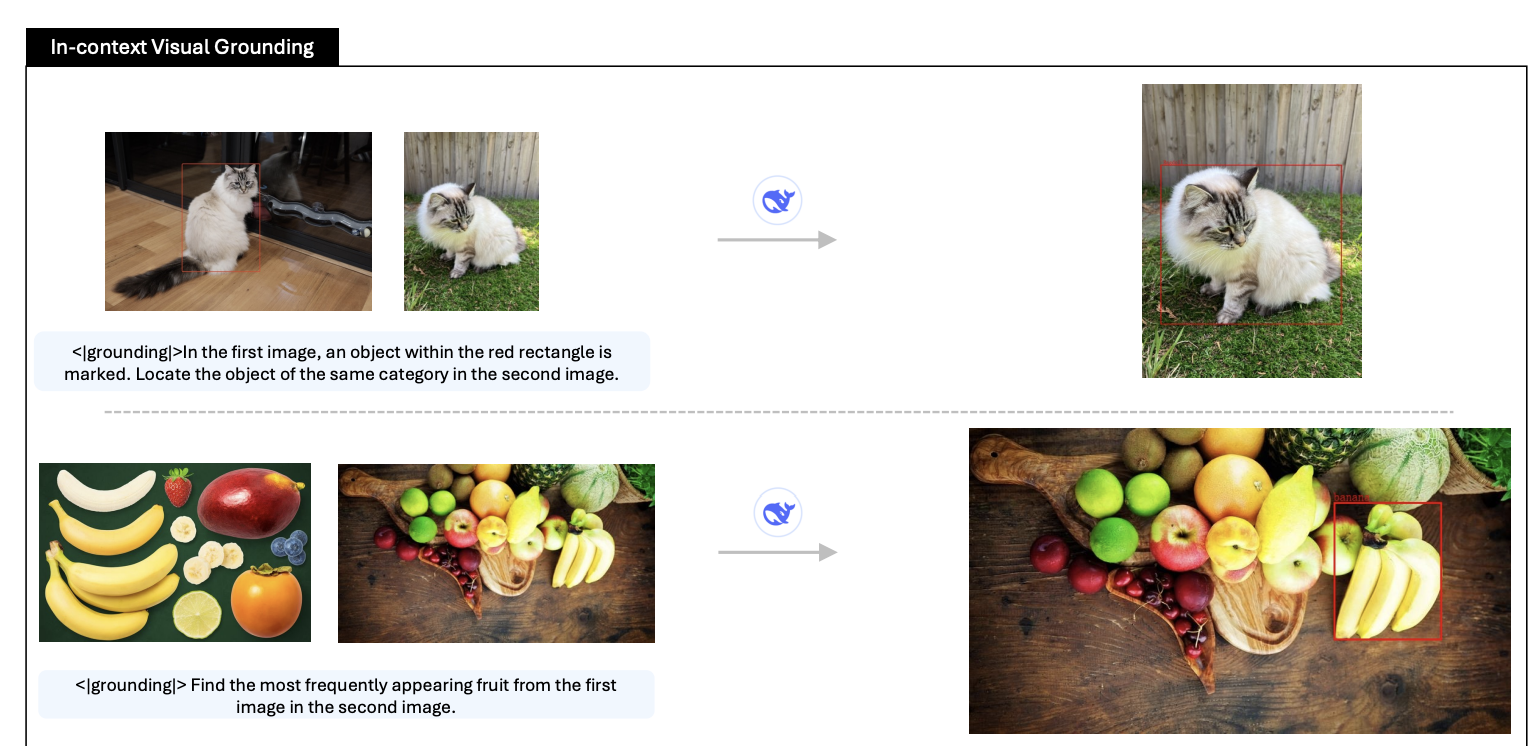 In-context Visual Grounding
<|grounding|>In the first image, an object within the red rectangle is
marked. Locate the object of the same category in the second image.
<|grounding|> Find the most frequently appearing fruit from the first
image in the second image.
banana